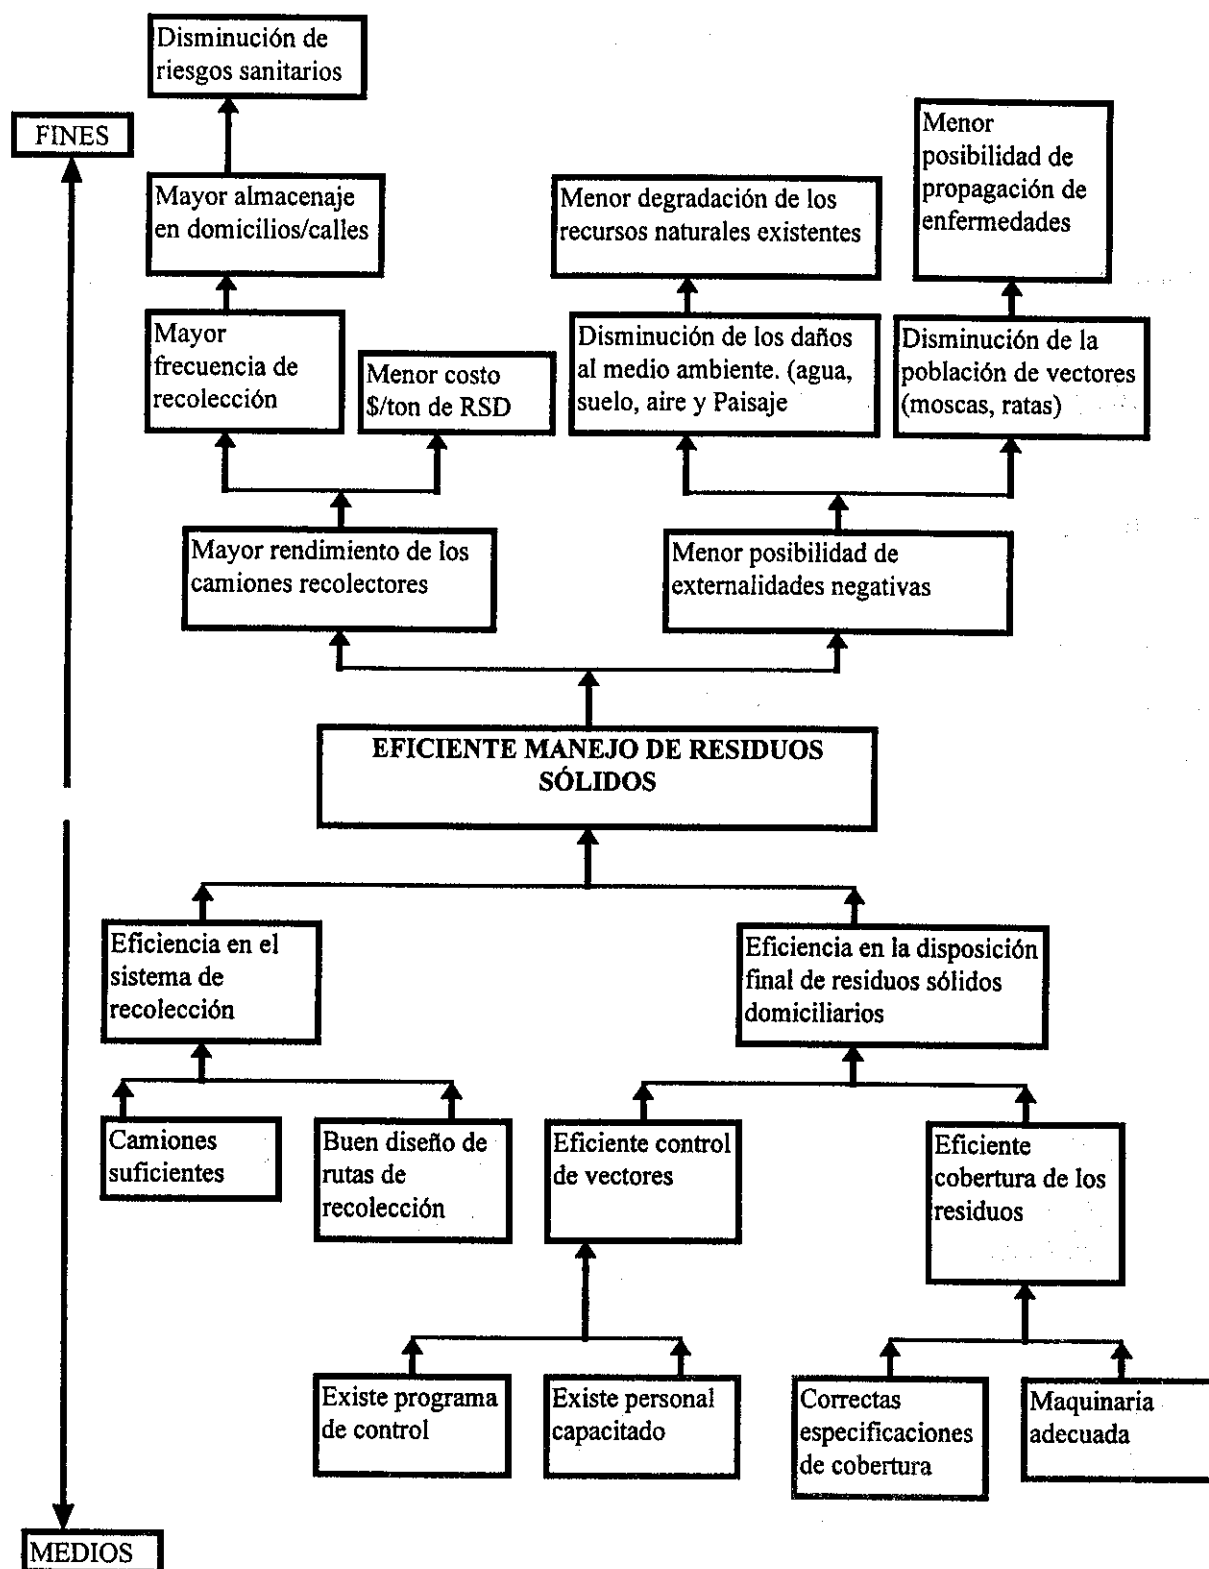 Disminución de
riesgos sanitarios
FINES
Menor
posibilidad de
propagación de
enfermedades
Mayor almacenaje
en domicilios/calles
Menor degradación de los
recursos naturales existentes
Mayor
frecuencia de
recolección
Menor costo
$/ton de RSD
Disminución de los daños
al medio ambiente. (agua,
suelo, aire y Paisaje
Disminución de la
población de vectores
(moscas, ratas)
Mayor rendimiento de los
camiones recolectores
Menor posibilidad de
externalidades negativas
EFICIENTE MANEJO DE RESIDUOS
SÓLIDOS
Eficiencia en el
sistema de
recolección
Eficiencia en la disposición
final de residuos sólidos
domiciliarios
Camiones
suficientes
Buen diseño de
rutas de
recolección
Eficiente control
de vectores
Eficiente
cobertura de los
residuos
Existe programa
de control
Existe personal
capacitado
Correctas
especificaciones
de cobertura
Maquinaria
adecuada
MEDIOS